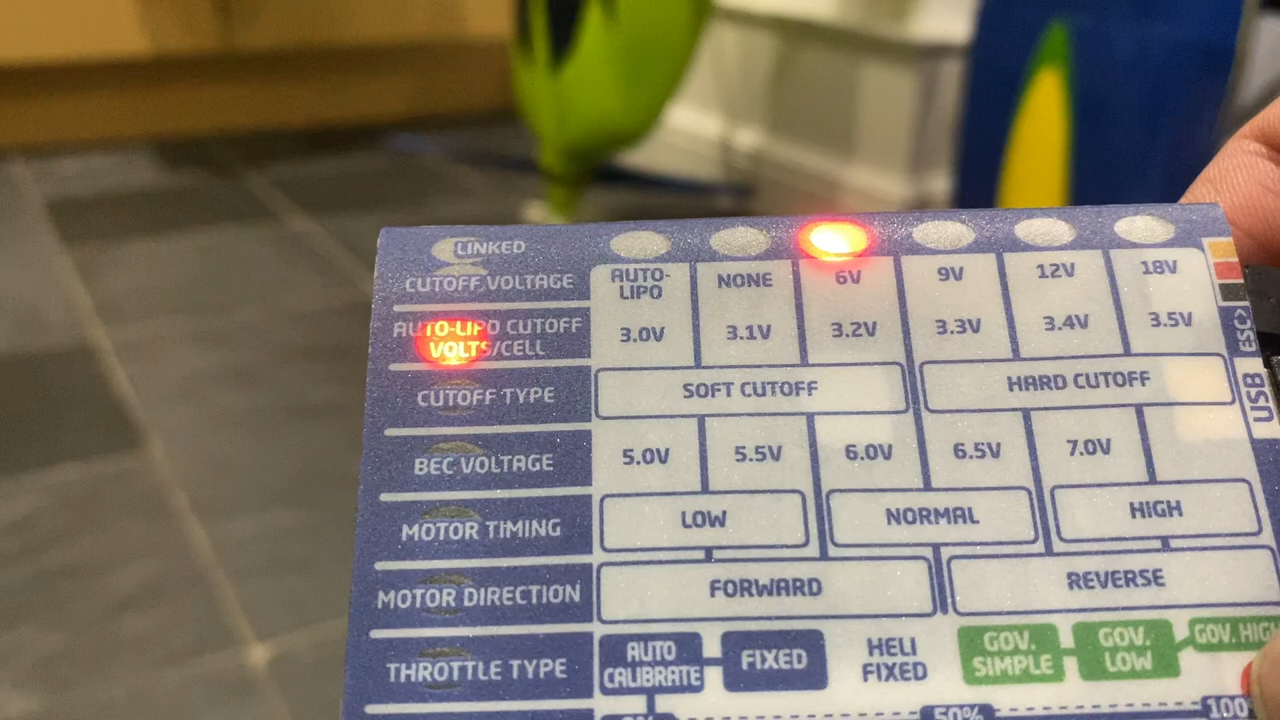 LINKED
CUTOFF VOLTAGE
AUTO-
LIPO
NONE
6V
9V
12V
18V
AUTO-LIPO CUTOFF
VOLTS/CELL
3.0V
3.1V
3.2V
3.3V
3.4V
3.5V
ESC>
CUTOFF TYPE
SOFT CUTOFF
HARD CUTOFF
USB
BEC VOLTAGE
5.0V
5.5V
6.0V
6.5V
7.0V
MOTOR TIMING
LOW
NORMAL
HIGH
MOTOR DIRECTION
FORWARD
REVERSE
THROTTLE TYPE
AUTO
CALIBRATE
FIXED
HELI
FIXED
GOV.
SIMPLE
GOV.
LOW
GOV. HIGH
0%
50%
100